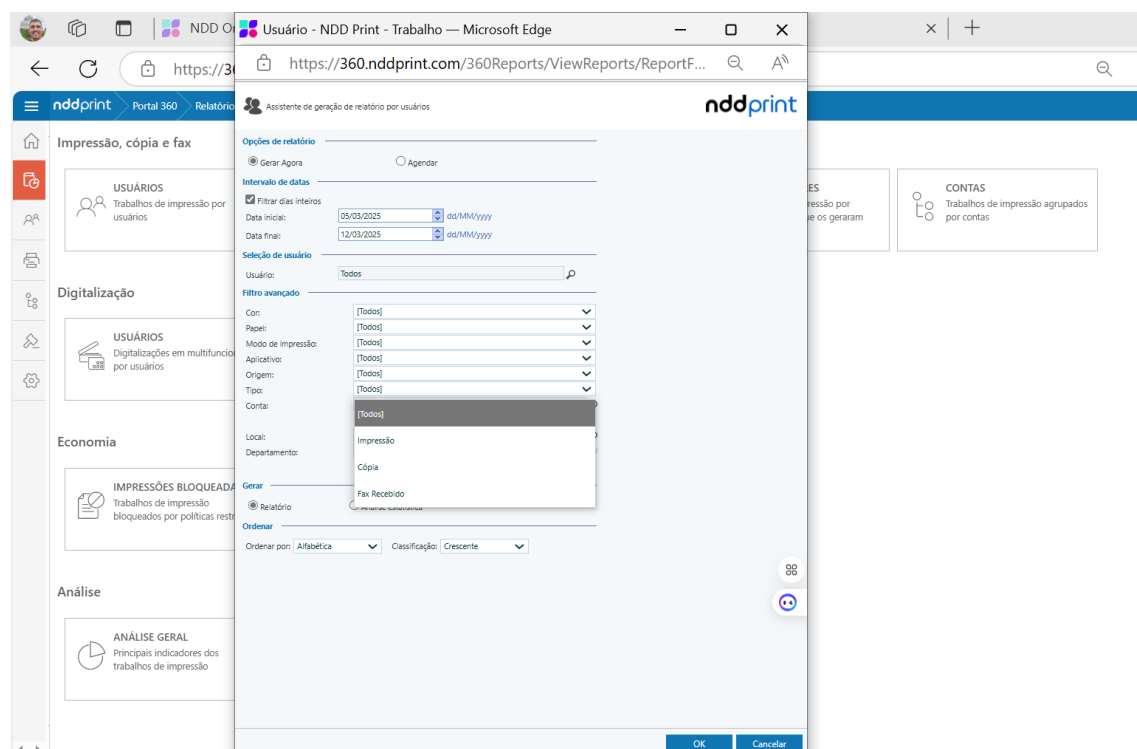 NDD Or
Usuário - NDD Print - Trabalho — Microsoft Edge
https://36
https://360.nddprint.com/360Reports/ViewReports/ReportF...
nddprint
Portal 360
Relatório
Assistente de geração de relatório por usuários
nddprint
Impressão, cópia e fax
USUÁRIOS
Trabalhos de impressão por
usuários
CONTAS
Trabalhos de impressão agrupados
por contas
ES
ressão por
ue os geraram
Digitalização
USUÁRIOS
Digitalizações em multifuncio
por usuários
Economia
IMPRESSÕES BLOQUEADA
Trabalhos de impressão
bloqueados por políticas restr
Análise
ANÁLISE GERAL
Principais indicadores dos
trabalhos de impressão
Opções de relatório
Gerar Agora
Agendar
Intervalo de datas
Filtrar dias inteiros
Data inicial: 05/03/2025 dd/MM/yyyy
Data final: 12/03/2025 dd/MM/yyyy
Seleção de usuário
Usuário: Todos
Filtro avançado
Cor: [Todos]
Papel: [Todos]
Modo de impressão: [Todos]
Aplicativo: [Todos]
Origem: [Todos]
Tipo: [Todos]
Conta:
[Todos]
Impressão
Cópia
Fax Recebido
Local:
Departamento:
Gerar
Relatório
Análise Estatística
Ordenar
Ordenar por: Alfabética Classificação: Crescente
OK
Cancelar